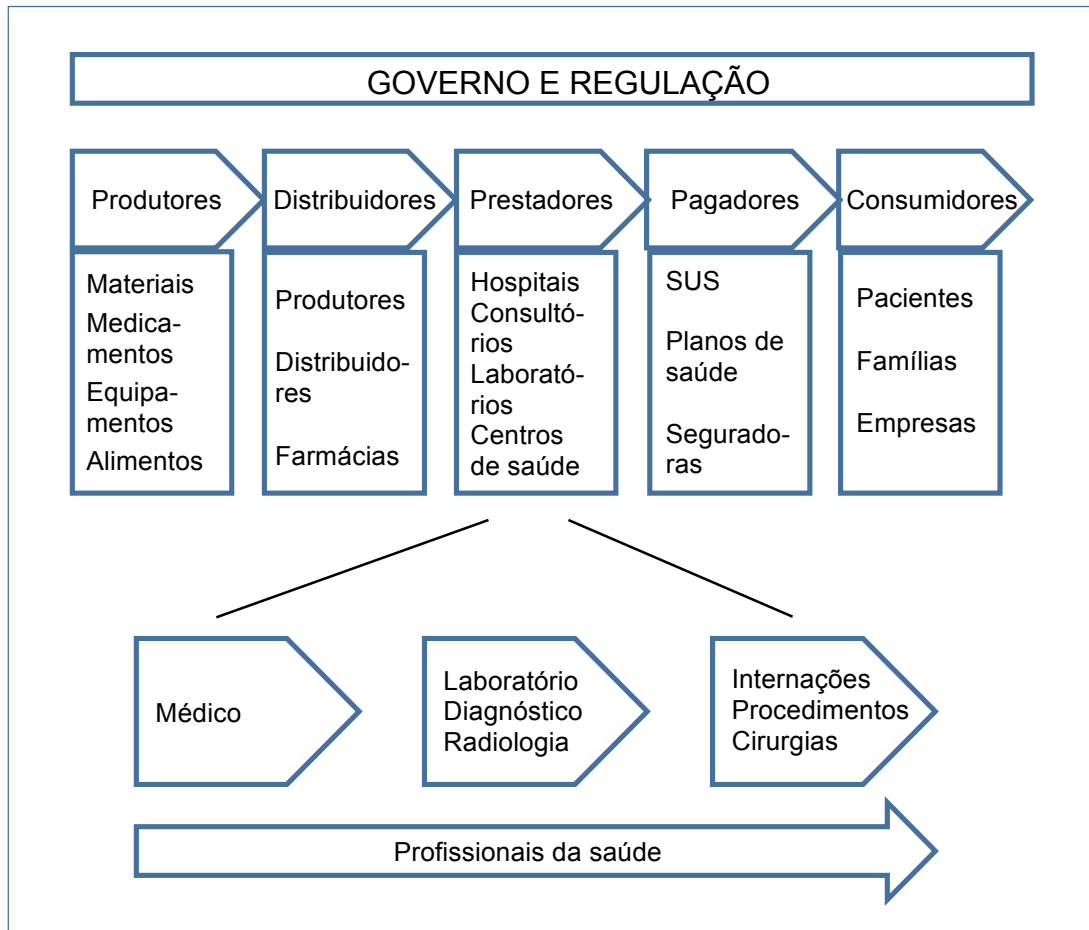 GOVERNO E REGULAÇÃO
Produtores
Distribuidores
Prestadores
Pagadores
Consumidores
Materiais
Medica-
mentos
Equipa-
mentos
Alimentos
Produtores
Distribuido-
res
Farmácias
Hospitais
Consultó-
rios
Laborató-
rios
Centros
de saúde
SUS
Planos de
saúde
Segurado-
ras
Pacientes
Famílias
Empresas
Médico
Laboratório
Diagnóstico
Radiologia
Internações
Procedimentos
Cirurgias
Profissionais da saúde